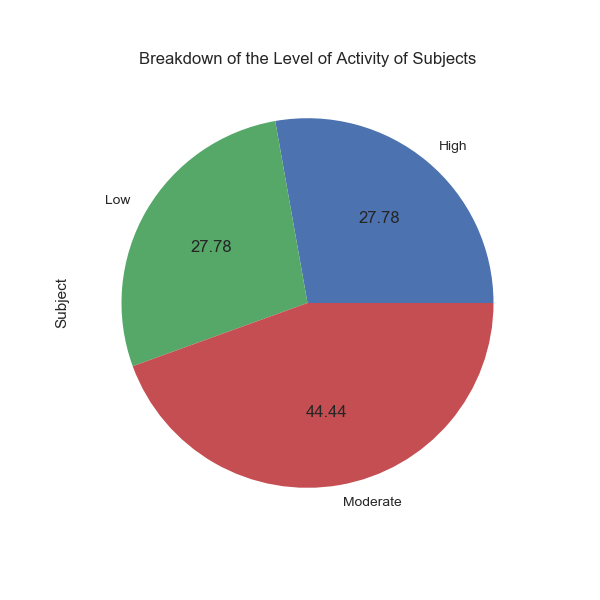 Breakdown of the Level of Activity of Subjects
High
Low
27.78
27.78
Subject
44.44
Moderate